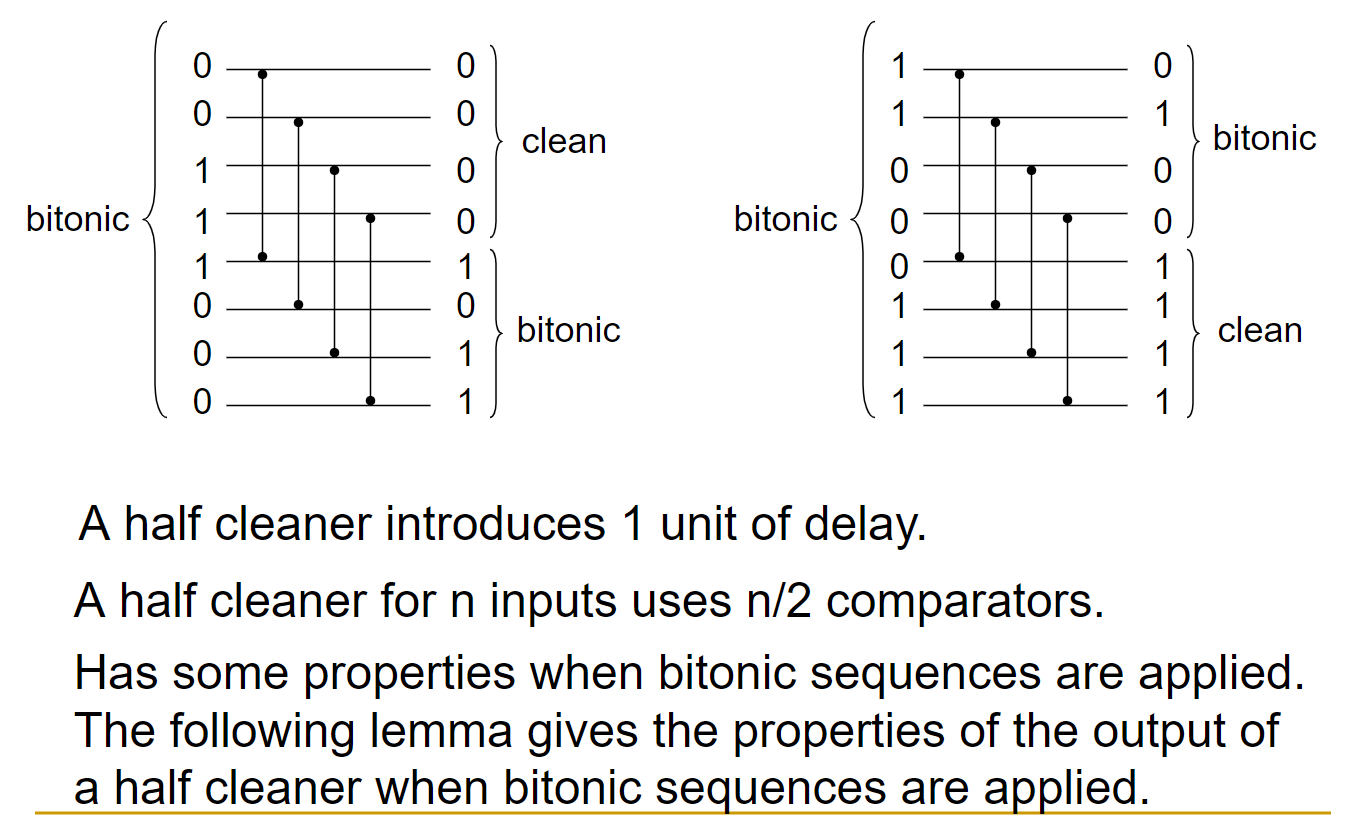 0 0 1 0
0 0 1 1
clean bitonic
1 0 0 0
bitonic 1 0 bitonic 0 0
1 1 0 1
0 0 1 1
bitonic clean
0 1 1 1
0 1 1 1
A half cleaner introduces 1 unit of delay.
A half cleaner for n inputs uses n/2 comparators.
Has some properties when bitonic sequences are applied.
The following lemma gives the properties of the output of
a half cleaner when bitonic sequences are applied.